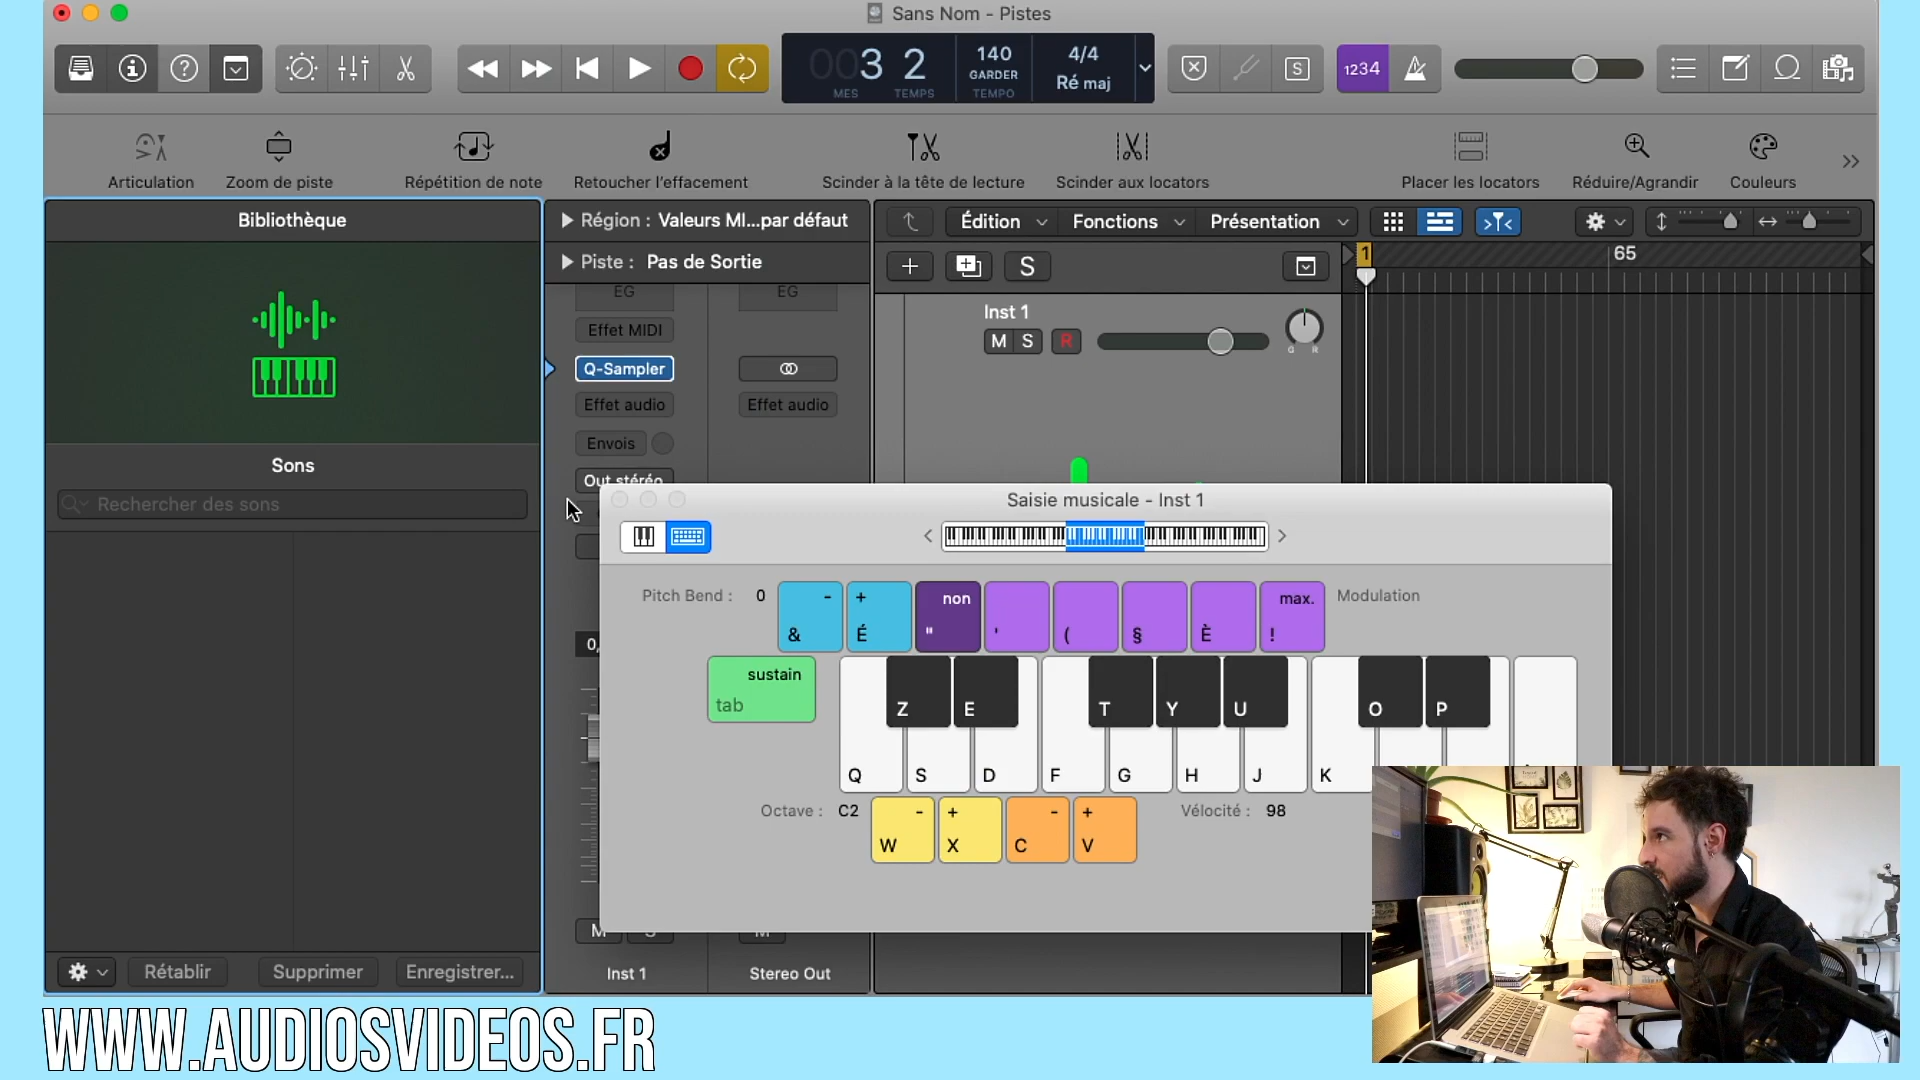 Sans Nom - Pistes
003 2
MES TEMPS
140
GARDER
TEMPO
4/4
Ré maj
S
1234
Articulation
Zoom de piste
Répétition de note
Retoucher l'effacement
Scinder à la tête de lecture
Scinder aux locators
Placer les locators
Réduire/Agrandir
Couleurs
Bibliothèque
Région : Valeurs MI...par défaut
Piste : Pas de Sortie
Édition
Fonctions
Présentation
S
1
65
EG
EG
Effet MIDI
Q-Sampler
Effet audio
Effet audio
Envois
Out stéréo
Inst 1
M S R
G R
Sons
Rechercher des sons
Saisie musicale - Inst 1
Pitch Bend : 0
- &
+ É
non "
'
(
§
È
max. !
Modulation
sustain
tab
Z E T Y U O P
Q S D F G H J K
Octave : C2
- W
+ X
- C
+ V
Vélocité : 98
0,
M S
M
Inst 1
Stereo Out
Rétablir
Supprimer
Enregistrer...
WWW.AUDIOSVIDEOS.FR